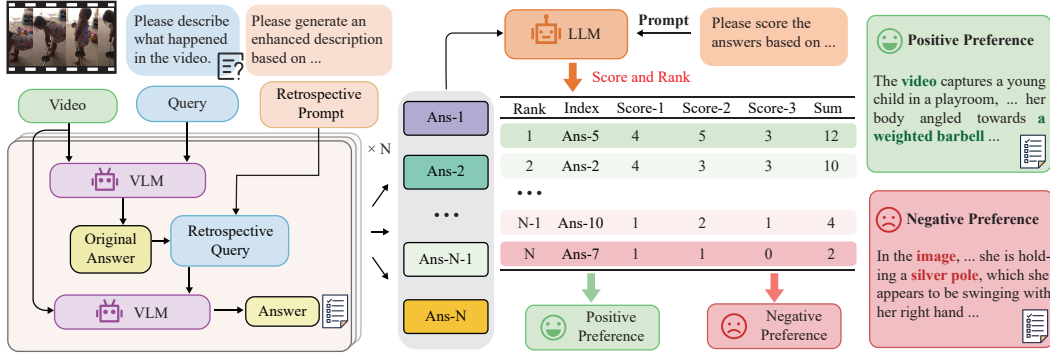 Please describe
what happened
in the video.
Please generate an
enhanced description
based on ...
Video
Query
Retrospective
Prompt
× N
VLM
Original
Answer
Retrospective
Query
VLM
Answer
Ans-1
Ans-2
...
Ans-N-1
Ans-N
LLM
Prompt
Please score the
answers based on ...
Score and Rank
Rank Index Score-1 Score-2 Score-3 Sum
1 Ans-5 4 5 3 12
2 Ans-2 4 3 3 10
...
N-1 Ans-10 1 2 1 4
N Ans-7 1 1 0 2
Positive
Preference
Negative
Preference
Positive Preference
The video captures a young
child in a playroom, ... her
body angled towards a
weighted barbell ...
Negative Preference
In the image, ... she is hold-
ing a silver pole, which she
appears to be swinging with
her right hand ...